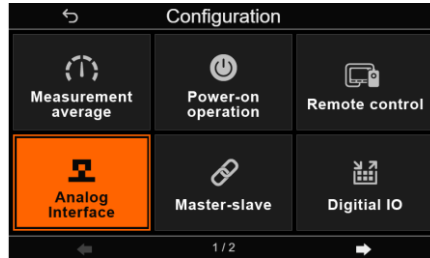 Configuration
Measurement
average
Power-on
operation
Remote control
Analog
Interface
Master-slave
Digitial IO
1 / 2